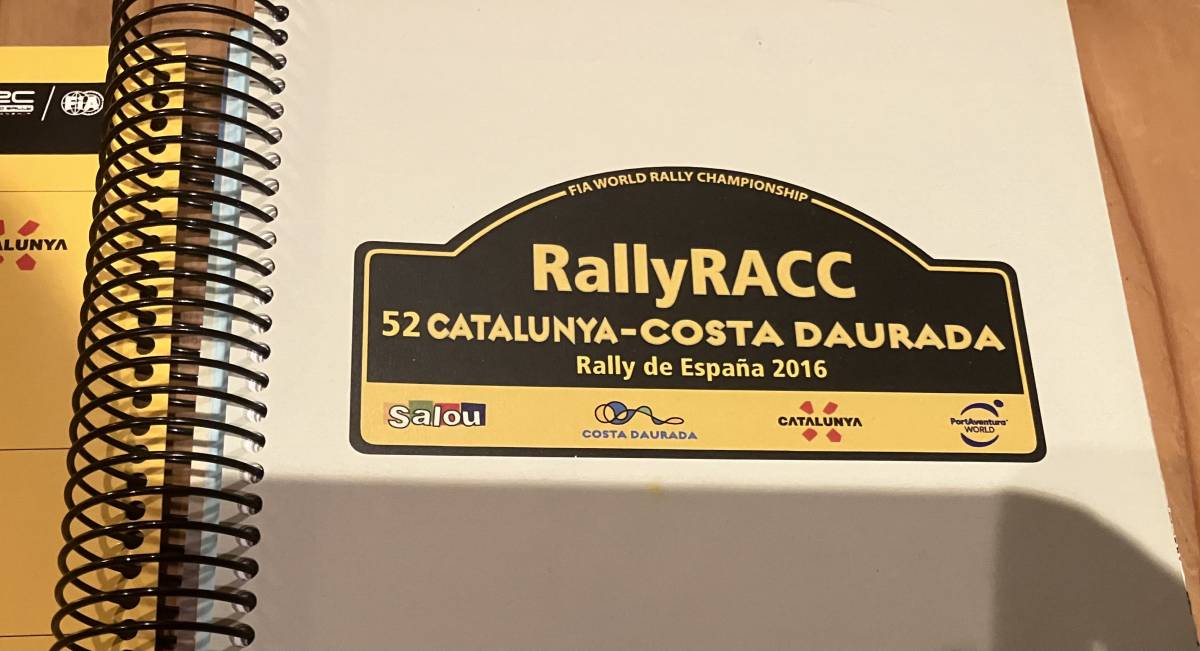 FIA
FIA WORLD RALLY CHAMPIONSHIP
RallyRACC
52 CATALUNYA-COSTA DAURADA
Rally de España 2016
Salou
COSTA DAURADA
CATALUNYA
PortAventura
WORLD